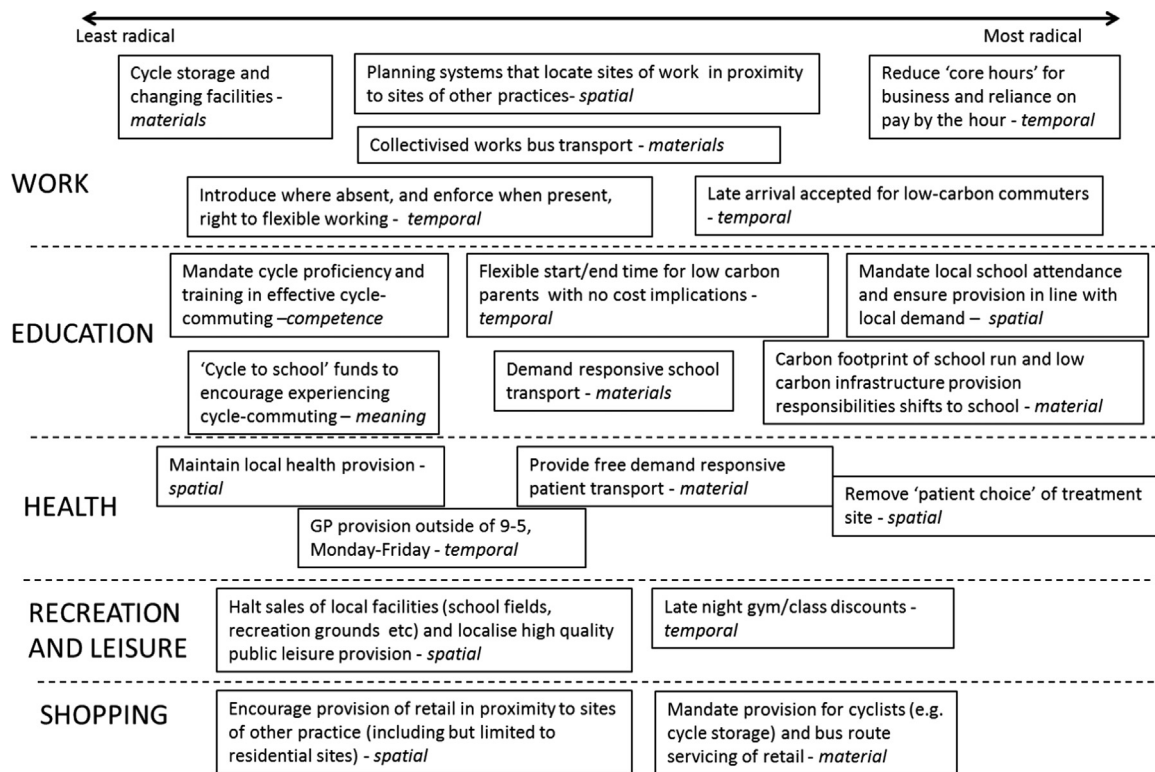 Least radical
Most radical
Cycle storage and
changing facilities -
materials
Planning systems that locate sites of work in proximity
to sites of other practices- spatial
Reduce ‘core hours’ for
business and reliance on
pay by the hour - temporal
Collectivised works bus transport - materials
WORK
Introduce where absent, and enforce when present,
right to flexible working - temporal
Late arrival accepted for low-carbon commuters
- temporal
Mandate cycle proficiency and
training in effective cycle-
commuting –competence
Flexible start/end time for low carbon
parents with no cost implications -
temporal
Mandate local school attendance
and ensure provision in line with
local demand – spatial
EDUCATION
‘Cycle to school’ funds to
encourage experiencing
cycle-commuting – meaning
Demand responsive school
transport - materials
Carbon footprint of school run and low
carbon infrastructure provision
responsibilities shifts to school - material
Maintain local health provision -
spatial
Provide free demand responsive
patient transport - material
Remove ‘patient choice’ of treatment
site - spatial
HEALTH
GP provision outside of 9-5,
Monday-Friday - temporal
RECREATION
AND LEISURE
Halt sales of local facilities (school fields,
recreation grounds etc) and localise high quality
public leisure provision - spatial
Late night gym/class discounts -
temporal
SHOPPING
Encourage provision of retail in proximity to sites
of other practice (including but limited to
residential sites) - spatial
Mandate provision for cyclists (e.g.
cycle storage) and bus route
servicing of retail - material